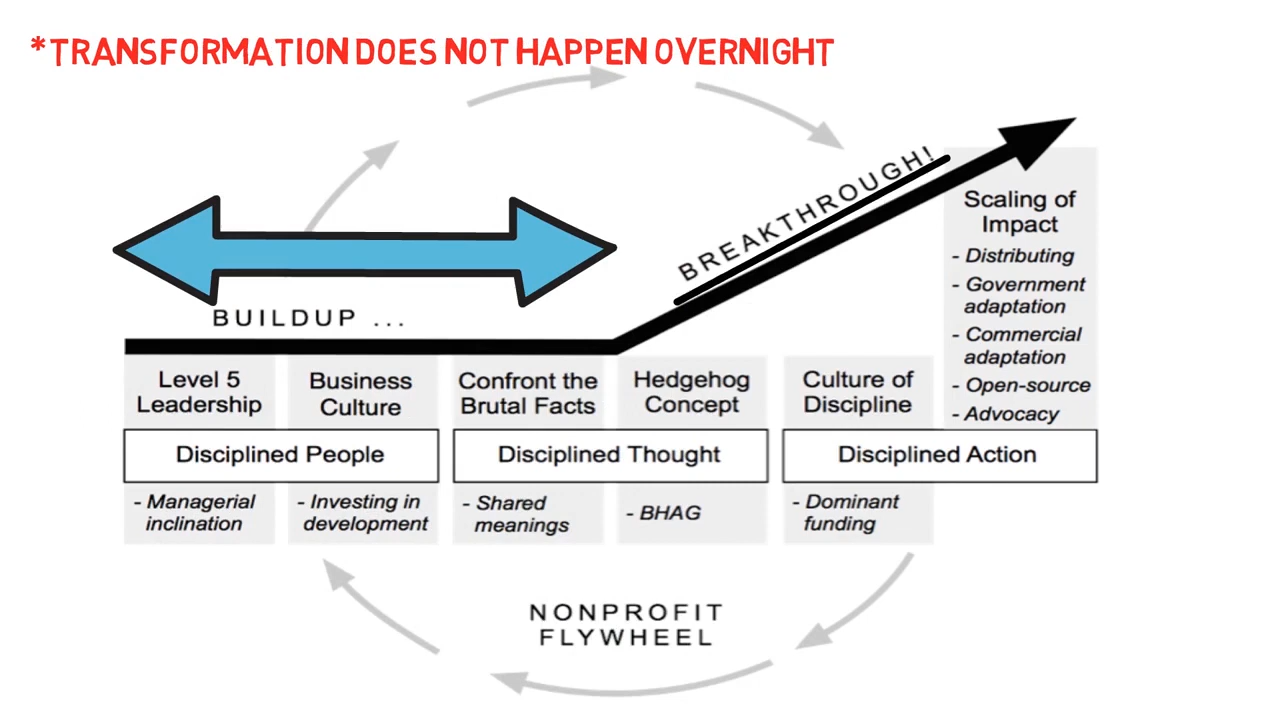 *TRANSFORMATION DOES NOT HAPPEN OVERNIGHT
BREAKTHROUGH!
BUILDUP ...
Scaling of
Impact
- Distributing
- Government
adaptation
- Commercial
adaptation
- Open-source
- Advocacy
Level 5
Leadership
Business
Culture
Confront the
Brutal Facts
Hedgehog
Concept
Culture of
Discipline
Disciplined People
Disciplined Thought
Disciplined Action
- Managerial
inclination
- Investing in
development
- Shared
meanings
- BHAG
- Dominant
funding
NONPROFIT
FLYWHEEL